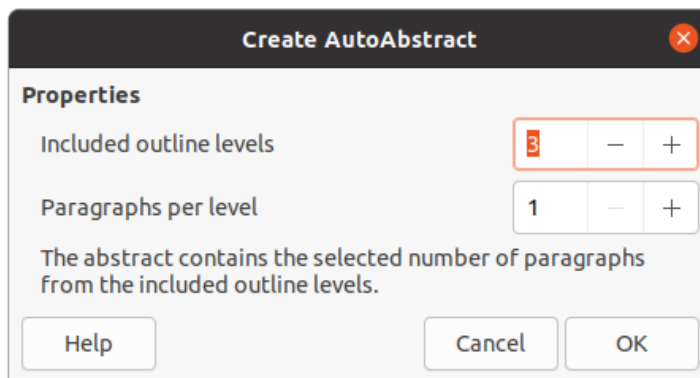 Create AutoAbstract
Properties
Included outline levels 3
Paragraphs per level 1
The abstract contains the selected number of paragraphs
from the included outline levels.
Help Cancel OK